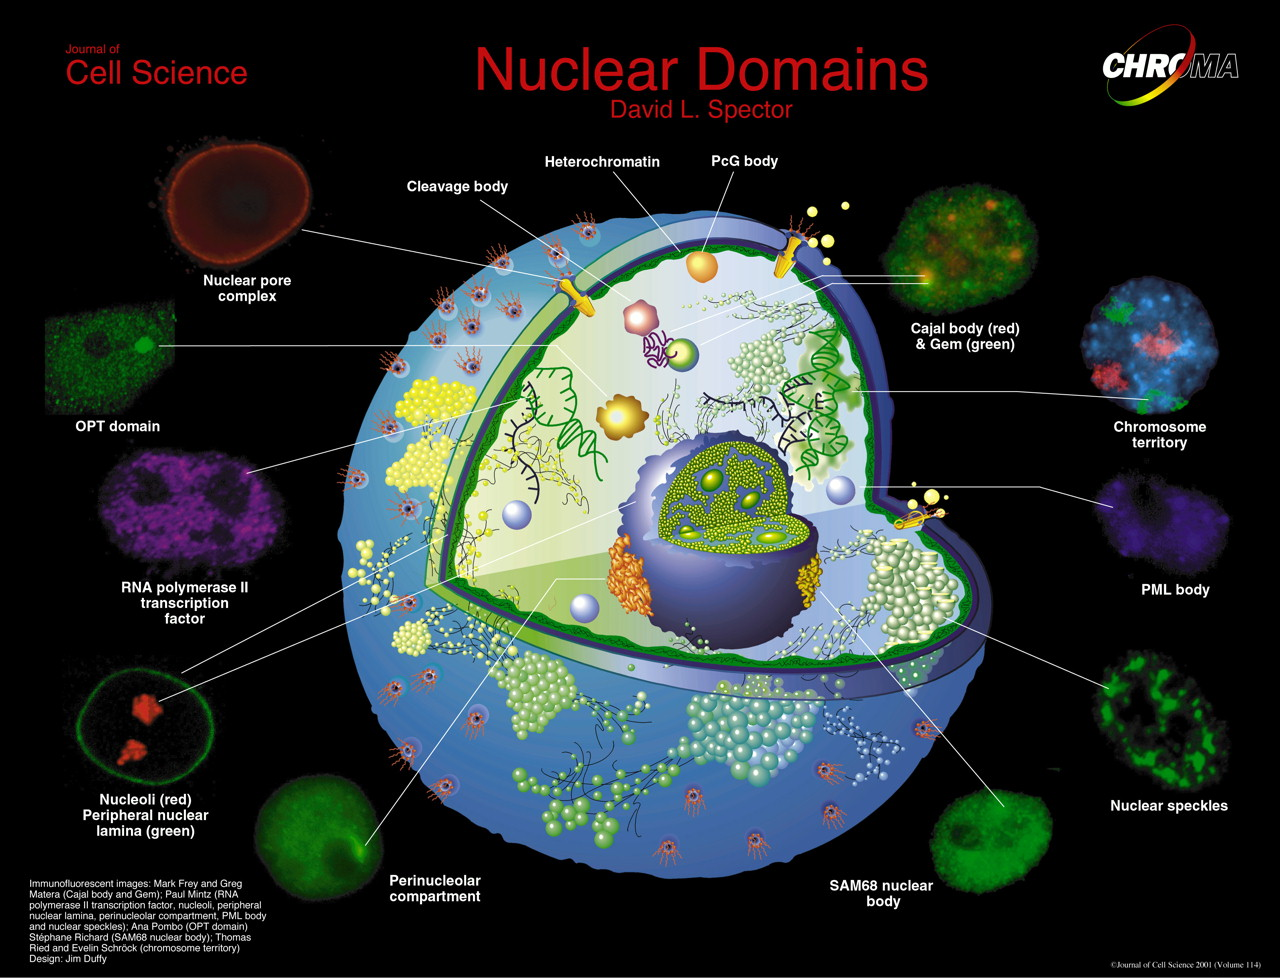 Journal of
Cell Science
Nuclear Domains
David L. Spector
CHROMA
Heterochromatin
PcG body
Cleavage body
Nuclear pore
complex
Cajal body (red)
& Gem (green)
OPT domain
Chromosome
territory
RNA polymerase II
transcription
factor
PML body
Nucleoli (red)
Peripheral nuclear
lamina (green)
Nuclear speckles
Perinucleolar
compartment
SAM68 nuclear
body
Immunofluorescent images: Mark Frey and Greg
Matera (Cajal body and Gem); Paul Mintz (RNA
polymerase II transcription factor, nucleoli, peripheral
nuclear lamina, perinucleolar compartment, PML body
and nuclear speckles); Ana Pombo (OPT domain)
Stéphane Richard (SAM68 nuclear body); Thomas
Ried and Evelin Schröck (chromosome territory)
Design: Jim Duffy
©Journal of Cell Science 2001 (Volume 114)